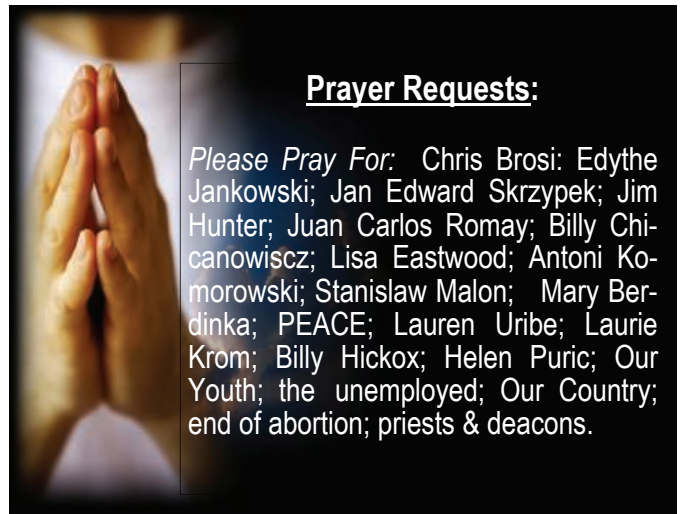 Prayer Requests:
Please Pray For:  Chris Brosi: Edythe
Jankowski; Jan Edward Skrzypek; Jim
Hunter; Juan Carlos Romay; Billy Chi-
canowiscz; Lisa Eastwood; Antoni Ko-
morowski; Stanislaw Malon;   Mary Ber-
dinka; PEACE; Lauren Uribe; Laurie
Krom; Billy Hickox; Helen Puric; Our
Youth; the  unemployed; Our Country;
end of abortion; priests & deacons.